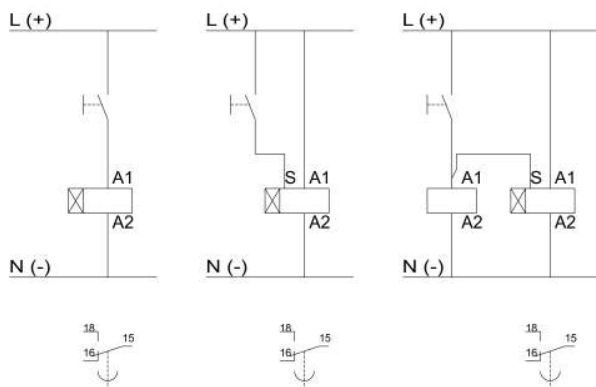 L (+) L (+) L (+)
A1 S A1 A1 S A1
A2 A2 A2 A2
N (-) N (-) N (-)
18 18 18
15 15 15
16 16 16